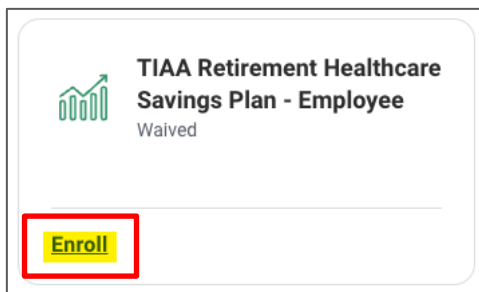 TIAA Retirement Healthcare
Savings Plan - Employee
Waived
Enroll